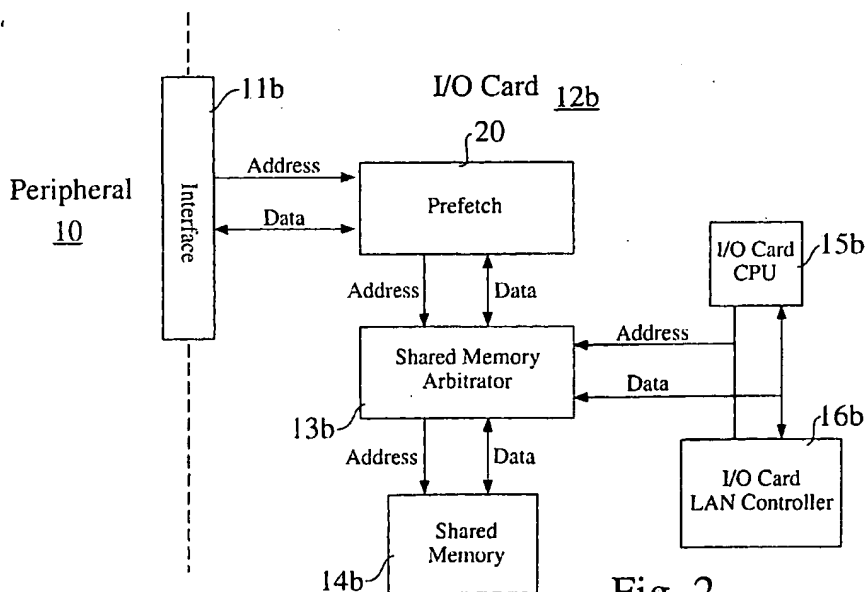 11b
I/O Card 12b
20
Address
Peripheral
10
Interface
Prefetch
Data
I/O Card
CPU
15b
Address
Data
Shared Memory
Arbitrator
Address
Data
13b
16b
Address
Data
I/O Card
LAN Controller
Shared
Memory
14b
Fig. 2